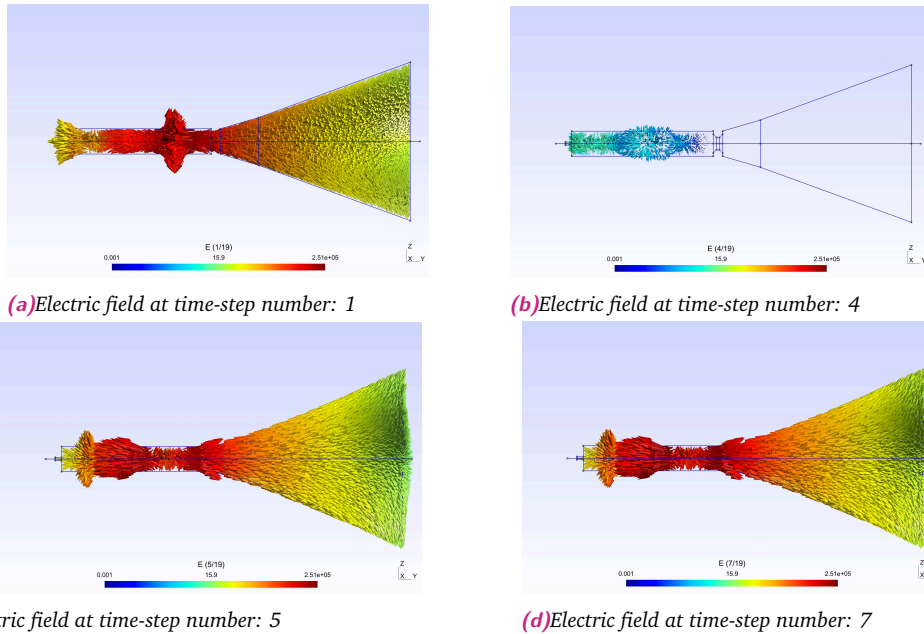 E (1/19)
0.001 15.9 2.51e+05
Z
X Y
E (4/19)
0.001 15.9 2.51e+05
Z
X Y
(a)Electric field at time-step number: 1
(b)Electric field at time-step number: 4
E (5/19)
0.001 15.9 2.51e+05
Z
X Y
E (7/19)
0.001 15.9 2.51e+05
Z
X Y
tric field at time-step number: 5
(d)Electric field at time-step number: 7